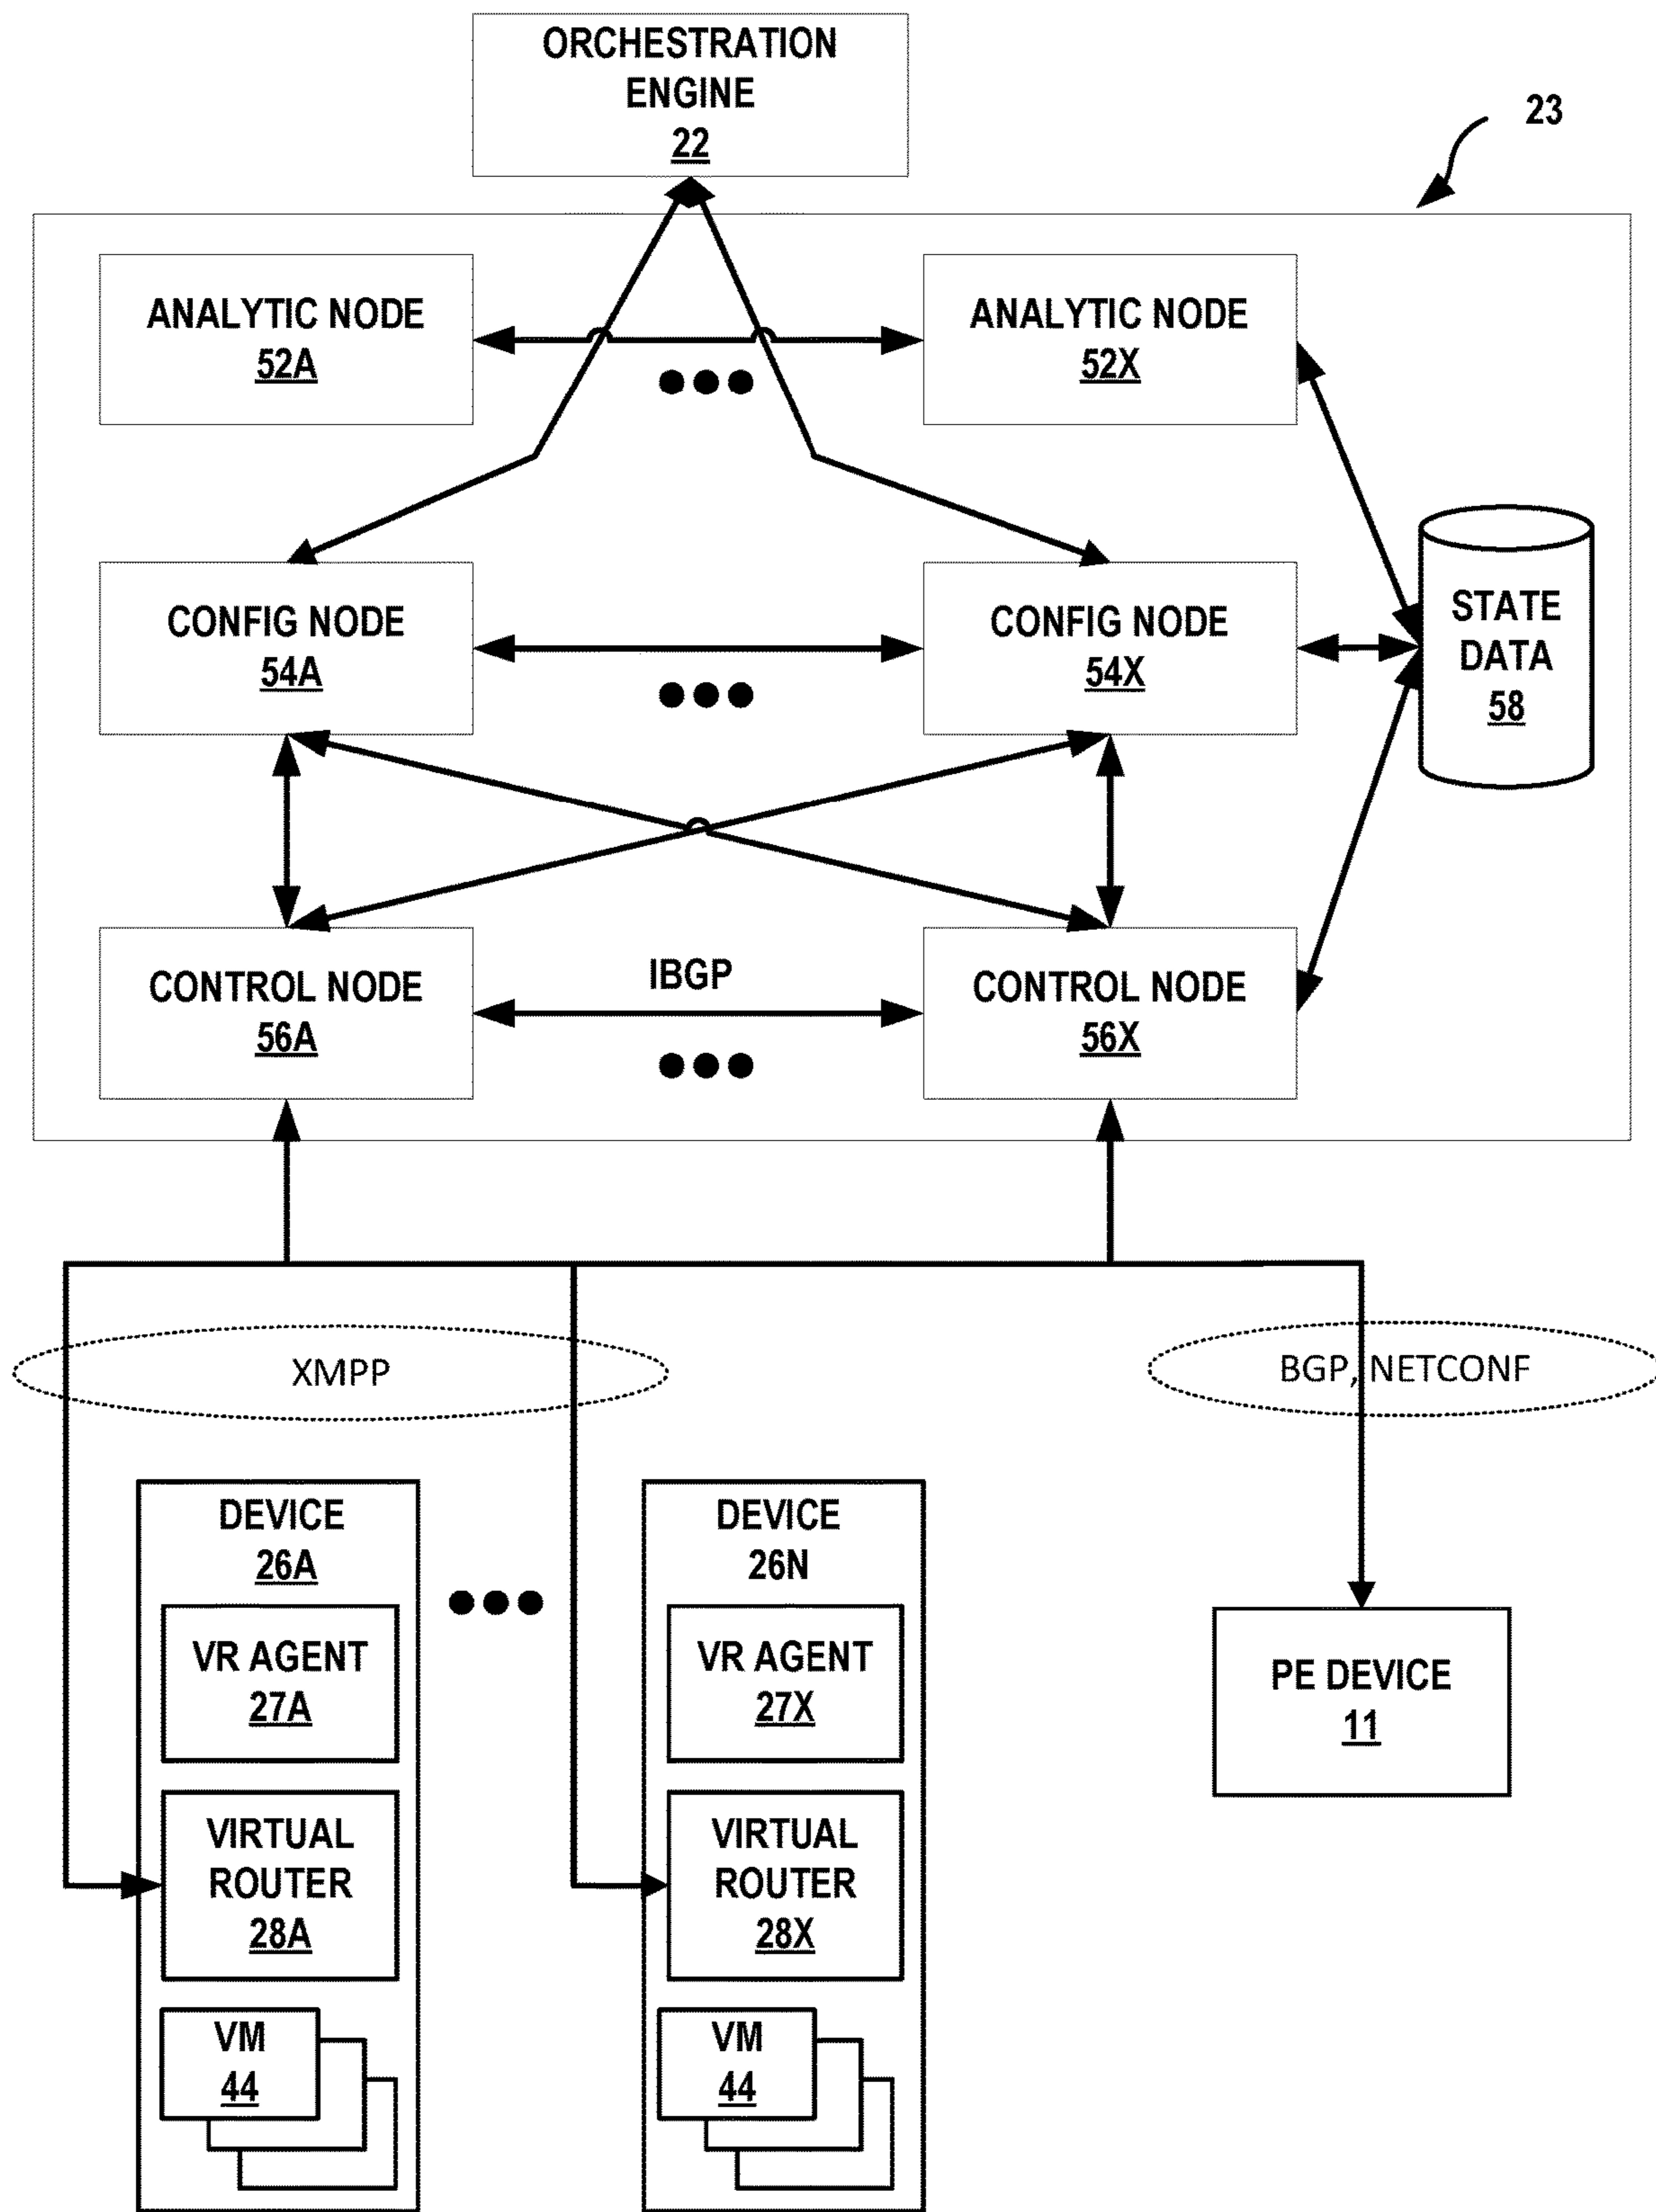 ORCHESTRATION
ENGINE
22
23
ANALYTIC NODE
52A
ANALYTIC NODE
52X
CONFIG NODE
54A
CONFIG NODE
54X
STATE
DATA
58
CONTROL NODE
56A
IBGP
CONTROL NODE
56X
XMPP
BGP, NETCONF
DEVICE
26A
VR AGENT
27A
VIRTUAL
ROUTER
28A
VM
44
DEVICE
26N
VR AGENT
27X
VIRTUAL
ROUTER
28X
VM
44
PE DEVICE
11